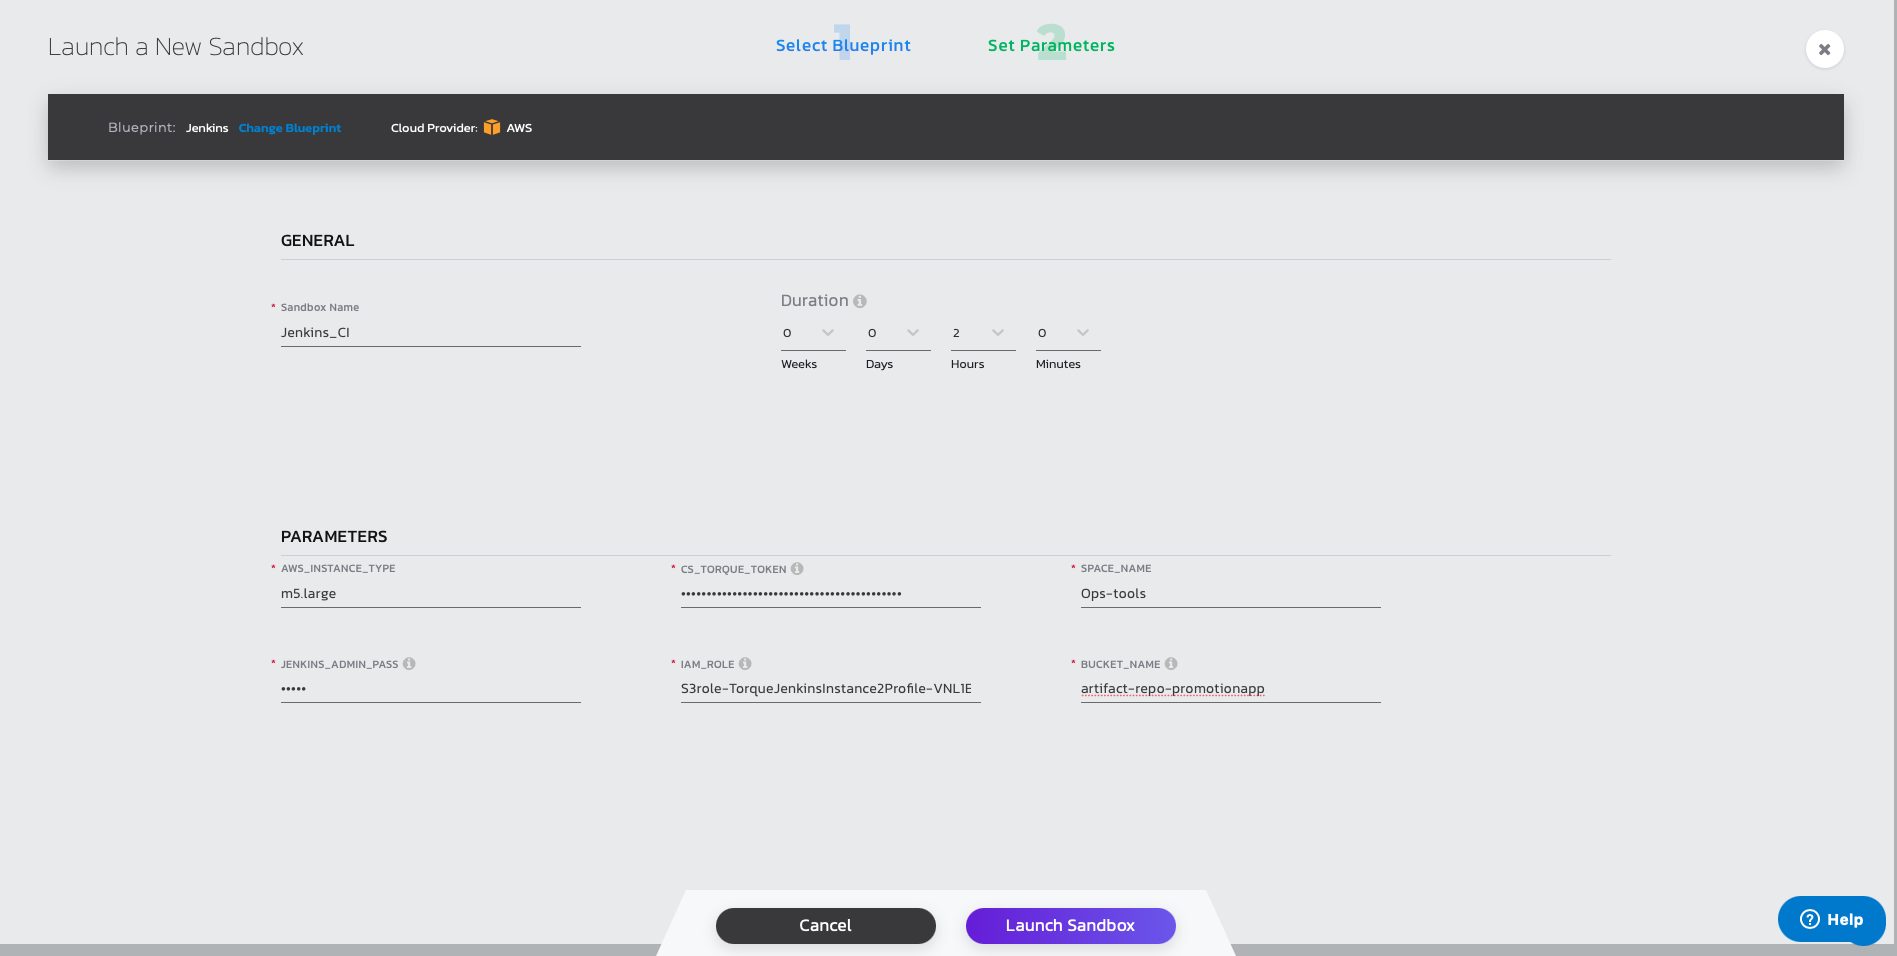 Launch a New Sandbox
1
Select Blueprint
2
Set Parameters
Blueprint: Jenkins Change Blueprint Cloud Provider: AWS
GENERAL
* Sandbox Name
Jenkins_CI
Duration
0 0 2 0
Weeks Days Hours Minutes
PARAMETERS
* AWS_INSTANCE_TYPE * CS_TORQUE_TOKEN * SPACE_NAME
m5.large •••••••••••••••••••••••••••••••••••••••••••• Ops-tools
* JENKINS_ADMIN_PASS * IAM_ROLE * BUCKET_NAME
••••• S3role-TorqueJenkinsInstance2Profile-VNL1E artifact-repo-promotionapp
Cancel Launch Sandbox
Help